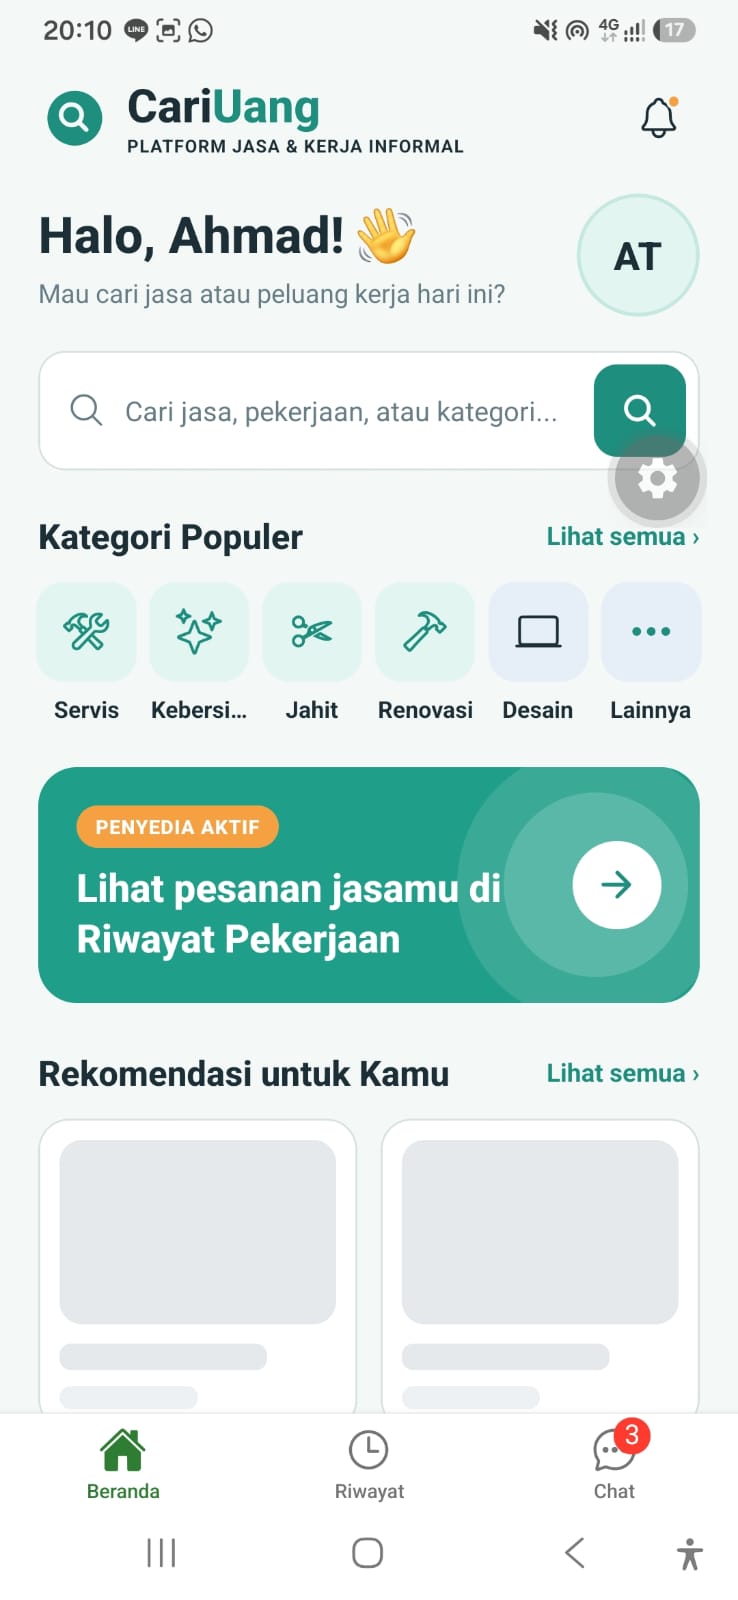 20:10
LINE
4G
17
CariUang
PLATFORM JASA & KERJA INFORMAL
Halo, Ahmad! 👋
AT
Mau cari jasa atau peluang kerja hari ini?
Cari jasa, pekerjaan, atau kategori...
Kategori Populer
Lihat semua ›
Servis
Kebersi...
Jahit
Renovasi
Desain
Lainnya
PENYEDIA AKTIF
Lihat pesanan jasamu di
Riwayat Pekerjaan
Rekomendasi untuk Kamu
Lihat semua ›
3
Beranda
Riwayat
Chat